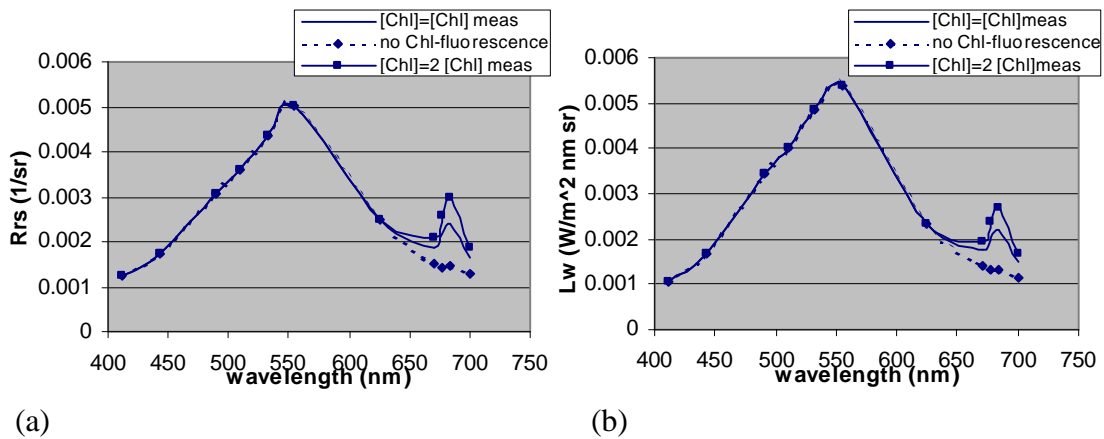 [Chl]=[Chl] meas
no Chl-fluorescence
[Chl]=2 [Chl] meas
0.006
0.005
0.004
0.003
0.002
0.001
0
Rrs (1/sr)
400 450 500 550 600 650 700 750
wavelength (nm)
(a)
[Chl]=[Chl]meas
no Chl-fluorescence
[Chl]=2 [Chl]meas
0.006
0.005
0.004
0.003
0.002
0.001
0
Lw (W/m^2 nm sr)
400 450 500 550 600 650 700 750
wavelength (nm)
(b)